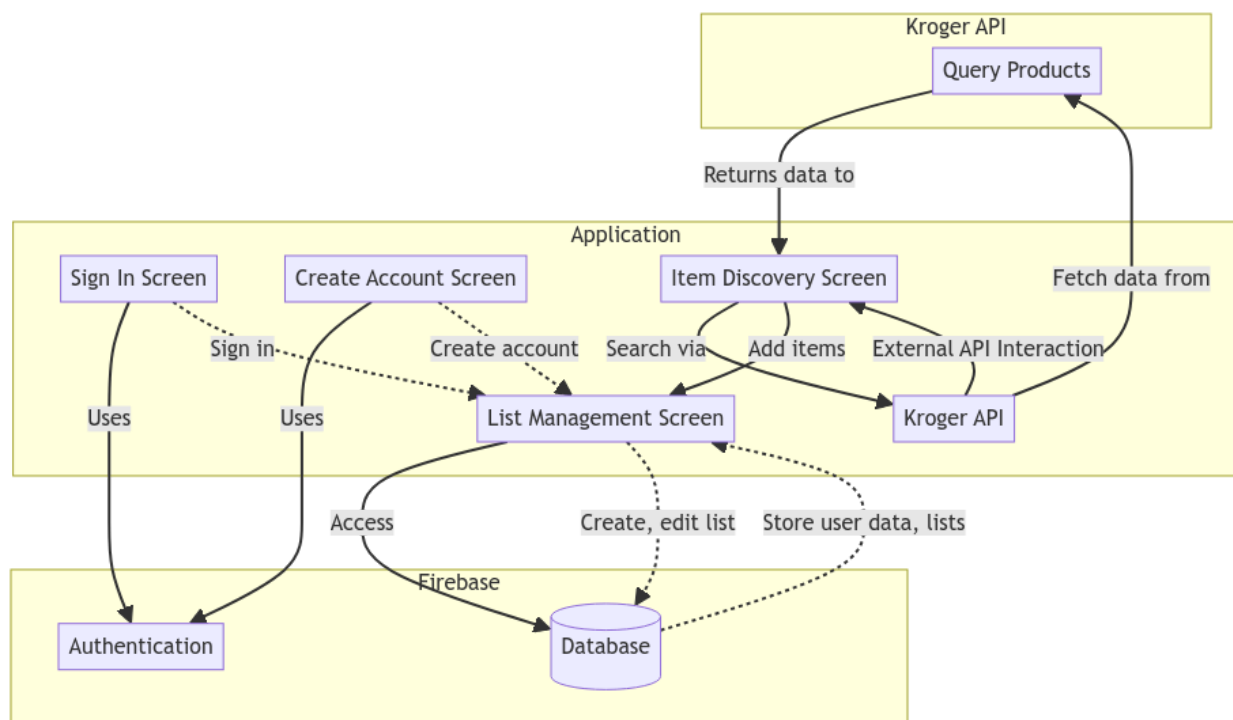 Kroger API
Query Products
Returns data to
Application
Sign In Screen
Create Account Screen
Item Discovery Screen
Fetch data from
Sign in
Create account
Search via
Add items
External API Interaction
Uses
Uses
List Management Screen
Kroger API
Access
Create, edit list
Store user data, lists
Firebase
Authentication
Database